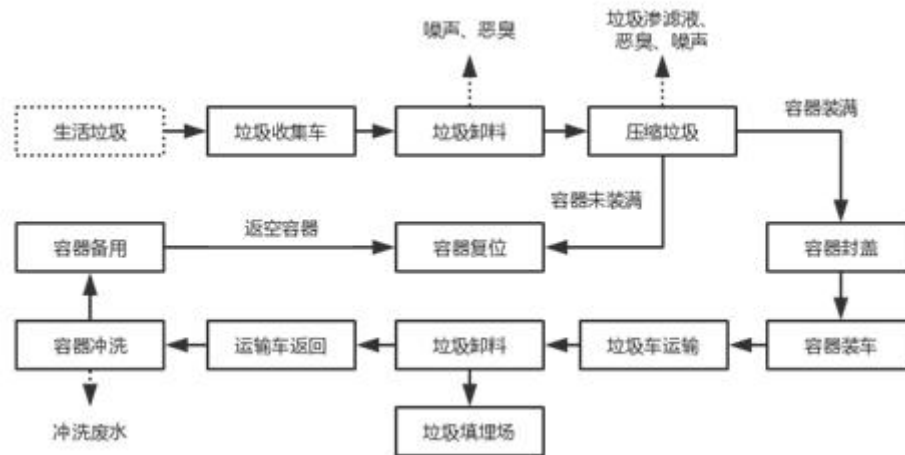 噪声、恶臭
垃圾渗滤液、
恶臭、噪声
生活垃圾
垃圾收集车
垃圾卸料
压缩垃圾
容器装满
容器未装满
容器备用
返空容器
容器复位
容器封盖
容器冲洗
运输车返回
垃圾卸料
垃圾车运输
容器装车
冲洗废水
垃圾填埋场